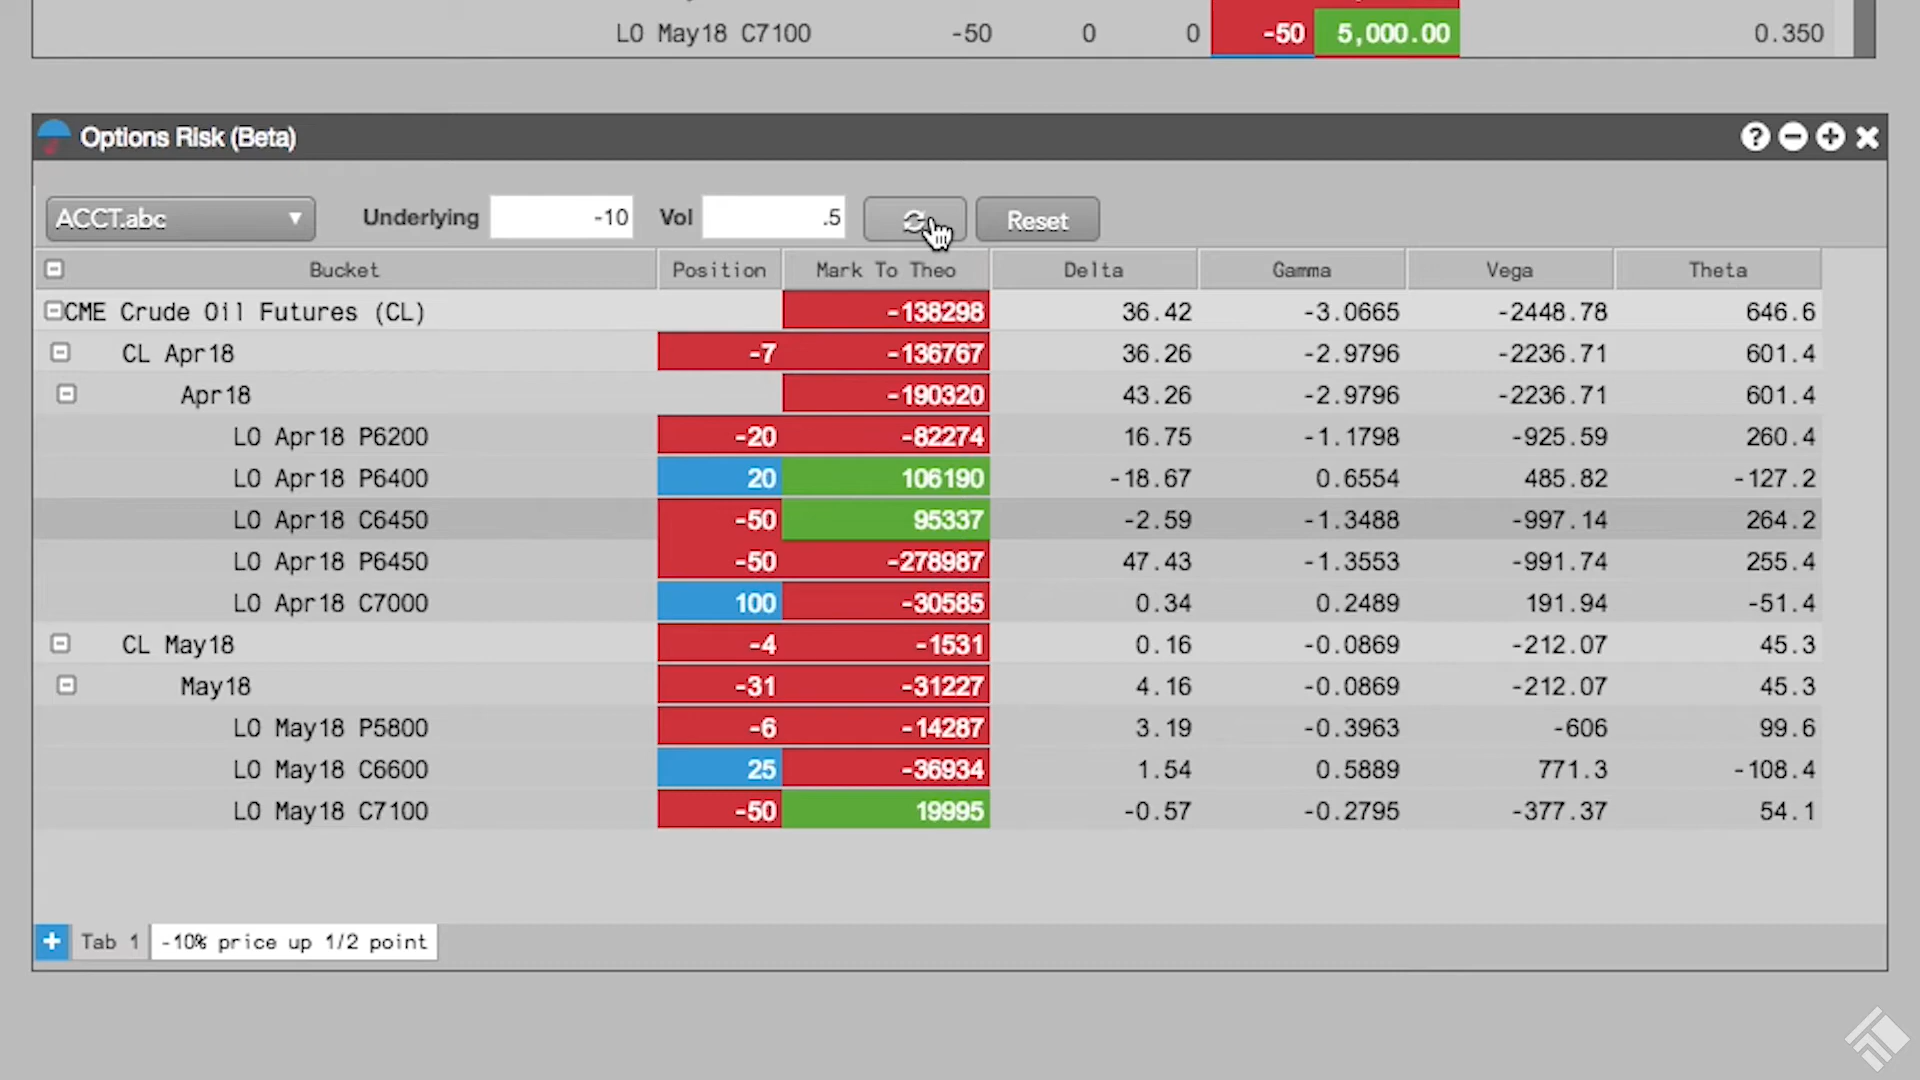 LO May18 C7100 -50 0 0 -50 5,000.00 0.350
Options Risk (Beta)
ACCT.abc Underlying -10 Vol .5 Reset
Bucket Position Mark To Theo Delta Gamma Vega Theta
CME Crude Oil Futures (CL) -138298 36.42 -3.0665 -2448.78 646.6
CL Apr18 -7 -136767 36.26 -2.9796 -2236.71 601.4
Apr18 -190320 43.26 -2.9796 -2236.71 601.4
LO Apr18 P6200 -20 -82274 16.75 -1.1798 -925.59 260.4
LO Apr18 P6400 20 106190 -18.67 0.6554 485.82 -127.2
LO Apr18 C6450 -50 95337 -2.59 -1.3488 -997.14 264.2
LO Apr18 P6450 -50 -278987 47.43 -1.3553 -991.74 255.4
LO Apr18 C7000 100 -30585 0.34 0.2489 191.94 -51.4
CL May18 -4 -1531 0.16 -0.0869 -212.07 45.3
May18 -31 -31227 4.16 -0.0869 -212.07 45.3
LO May18 P5800 -6 -14287 3.19 -0.3963 -606 99.6
LO May18 C6600 25 -36934 1.54 0.5889 771.3 -108.4
LO May18 C7100 -50 19995 -0.57 -0.2795 -377.37 54.1
Tab 1 -10% price up 1/2 point